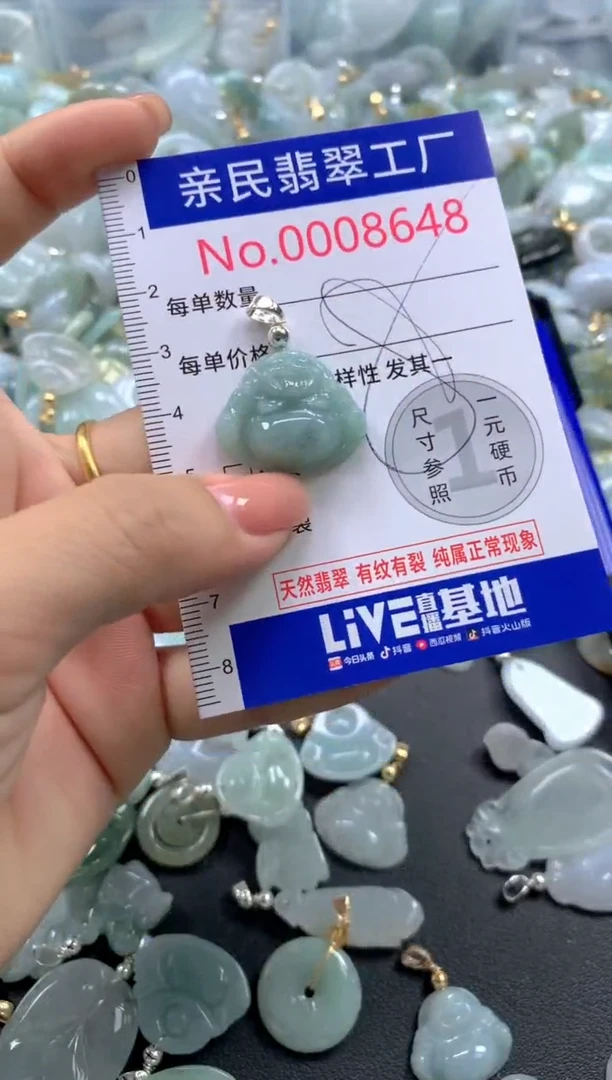 0
亲民翡翠工厂
No.0008648
1
2
每单数量
3
每单价格
样性 发其一
4
尺寸参照
1
一元硬币
裂
天然翡翠 有纹有裂 纯属正常现象
7
LiVE直播基地
8
今日头条 抖音 西瓜视频 抖音火山版